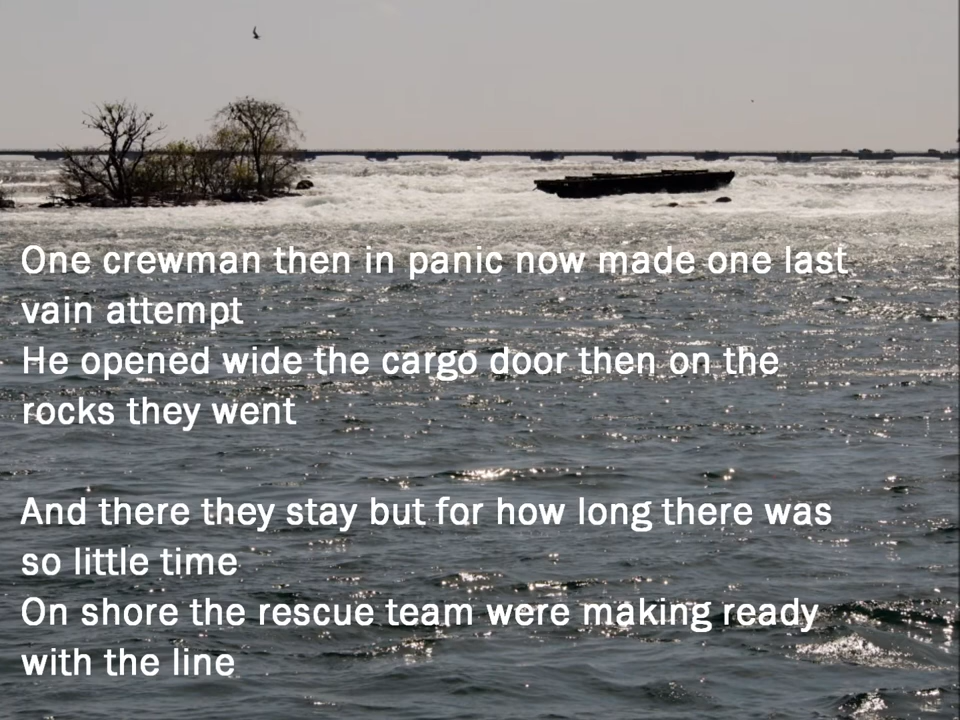 One crewman then in panic now made one last
vain attempt
He opened wide the cargo door then on the
rocks they went
And there they stay but for how long there was
so little time
On shore the rescue team were making ready
with the line